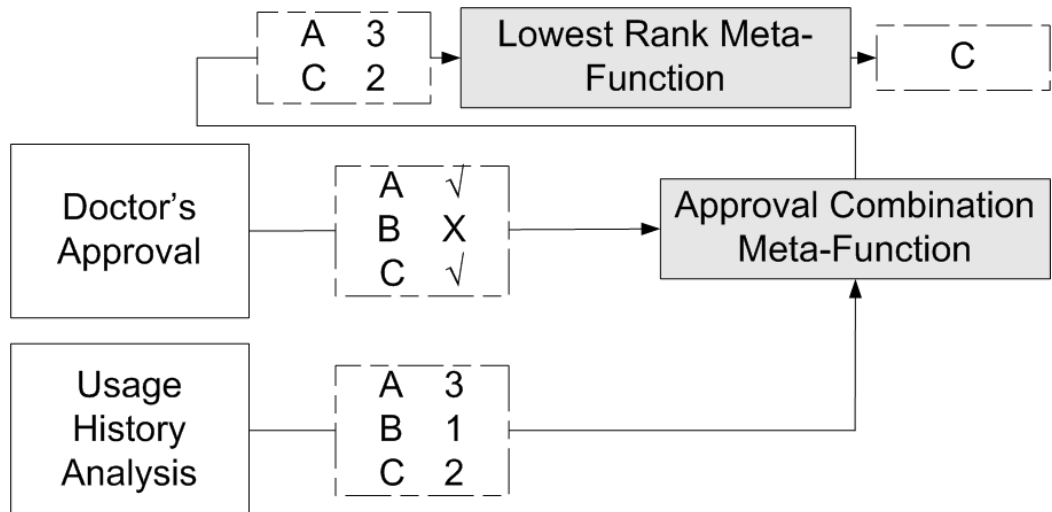 A 3
C 2
Lowest Rank Meta-
Function
C
Doctor's
Approval
A √
B X
C √
Approval Combination
Meta-Function
Usage
History
Analysis
A 3
B 1
C 2